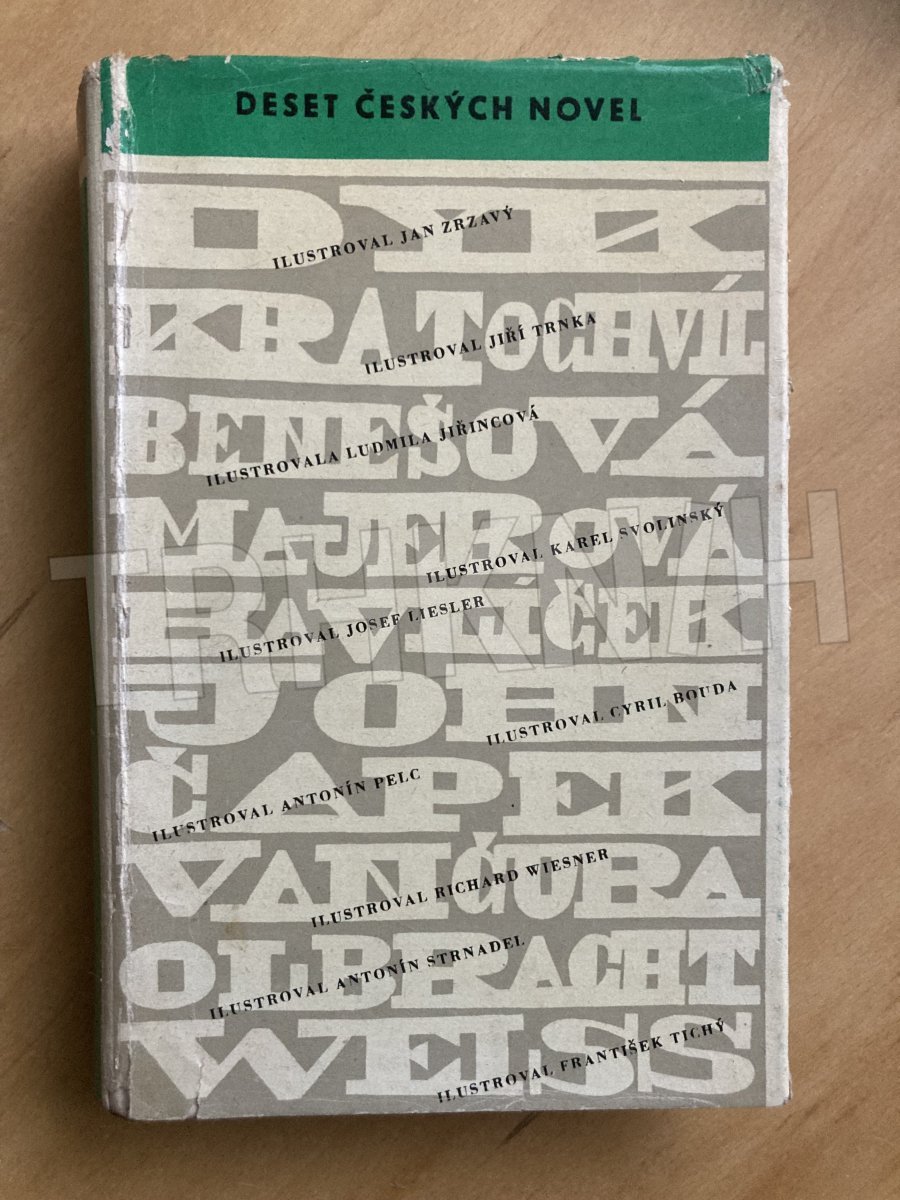 DESET ČESKÝCH NOVEL
DYK
ILUSTROVAL JAN ZRZAVÝ
KRATOCHVÍL
ILUSTROVAL JIŘÍ TRNKA
BENEŠOVÁ
ILUSTROVALA LUDMILA JIŘINCOVÁ
MAJEROVÁ
ILUSTROVAL KAREL SVOLINSKÝ
HAVLÍČEK
ILUSTROVAL JOSEF LIESLER
JOHN
ILUSTROVAL CYRIL BOUDA
ČAPEK
ILUSTROVAL ANTONÍN PELC
VANČURA
ILUSTROVAL RICHARD WIESNER
OLBRACHT
ILUSTROVAL ANTONÍN STRNADEL
WEISS
ILUSTROVAL FRANTIŠEK TICHÝ
TRHKNIH